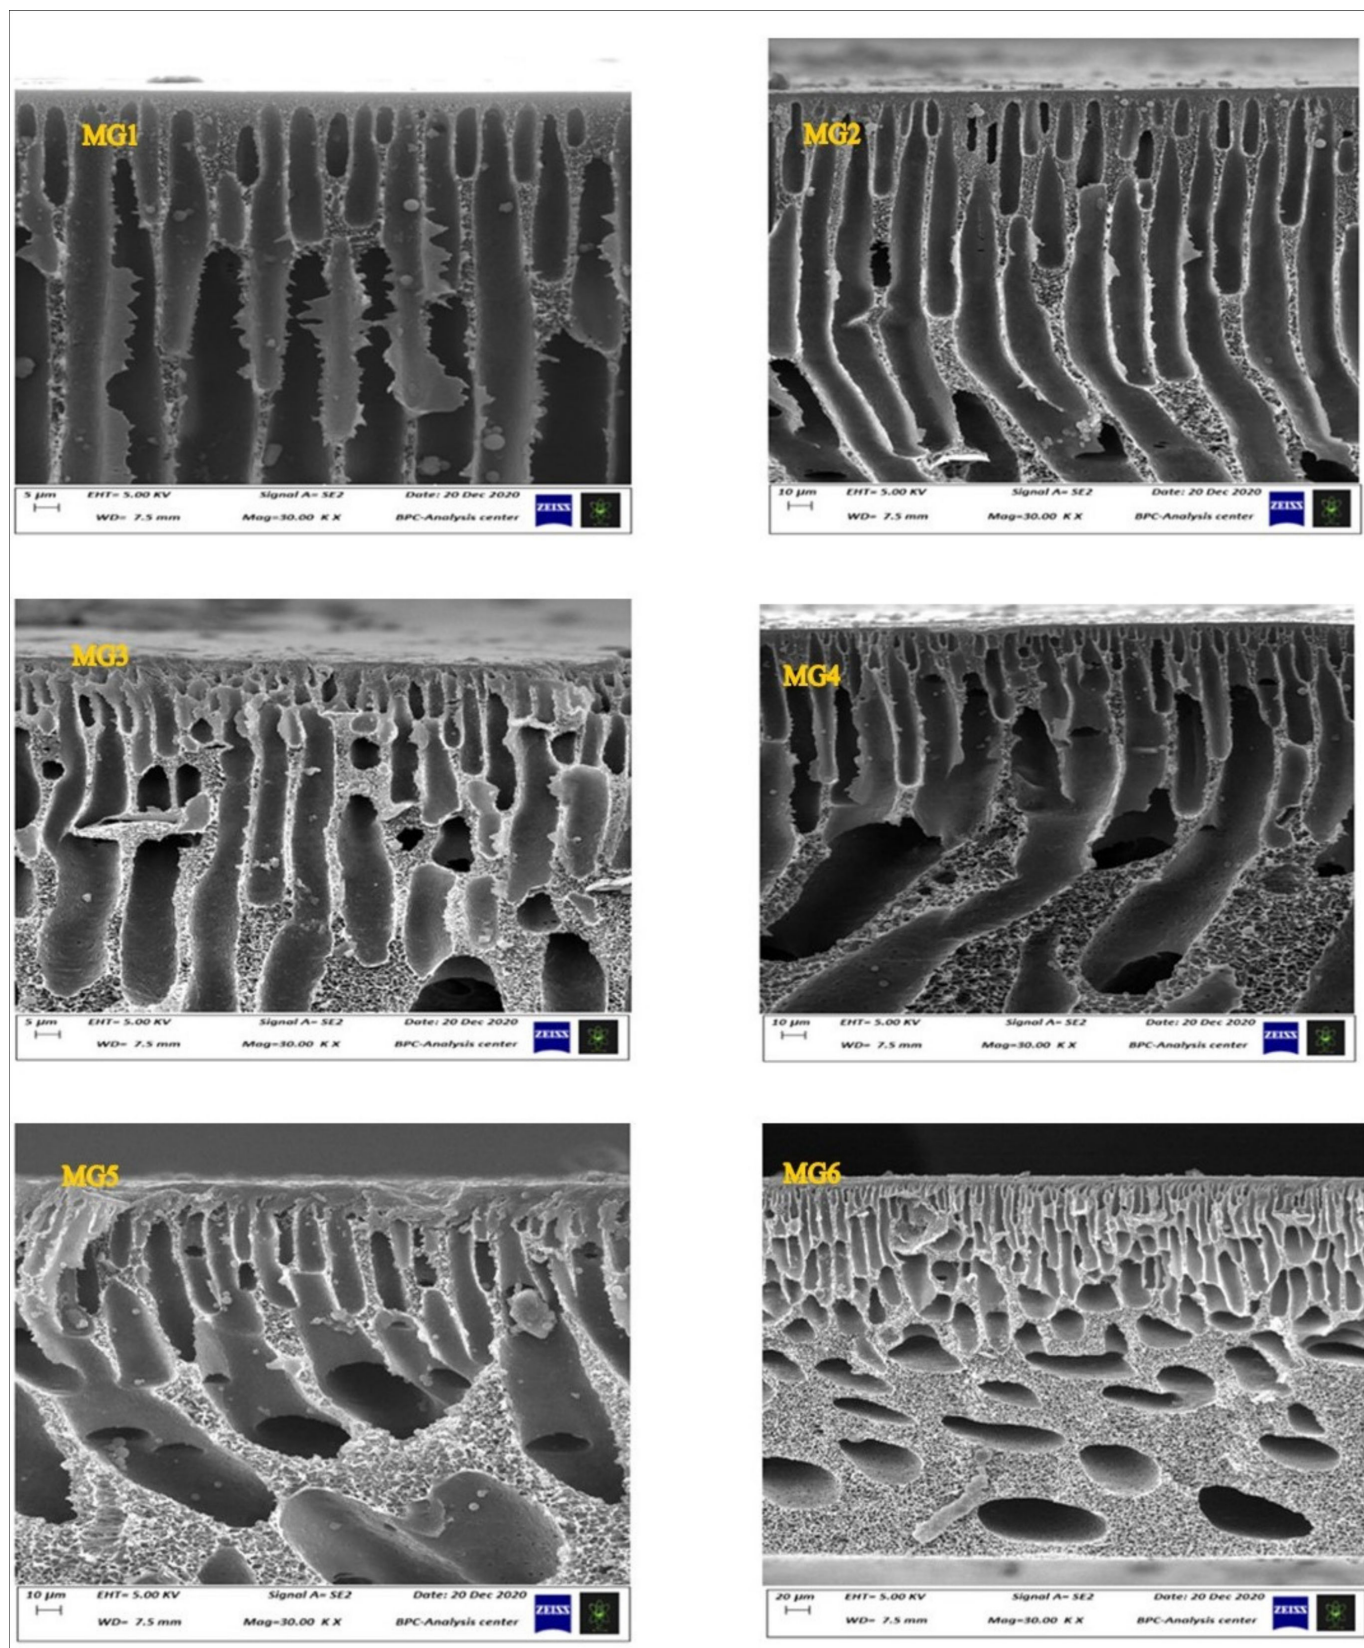 MG1
5 µm EHT= 5.00 KV Signal A= SE2 Date: 20 Dec 2020 ZEISS
WD= 7.5 mm Mag=30.00 K X BPC-Analysis center
MG2
10 µm EHT= 5.00 KV Signal A= SE2 Date: 20 Dec 2020 ZEISS
WD= 7.5 mm Mag=30.00 K X BPC-Analysis center
MG3
5 µm EHT= 5.00 KV Signal A= SE2 Date: 20 Dec 2020 ZEISS
WD= 7.5 mm Mag=30.00 K X BPC-Analysis center
MG4
10 µm EHT= 5.00 KV Signal A= SE2 Date: 20 Dec 2020 ZEISS
WD= 7.5 mm Mag=30.00 K X BPC-Analysis center
MG5
10 µm EHT= 5.00 KV Signal A= SE2 Date: 20 Dec 2020 ZEISS
WD= 7.5 mm Mag=30.00 K X BPC-Analysis center
MG6
20 µm EHT= 5.00 KV Signal A= SE2 Date: 20 Dec 2020 ZEISS
WD= 7.5 mm Mag=30.00 K X BPC-Analysis center